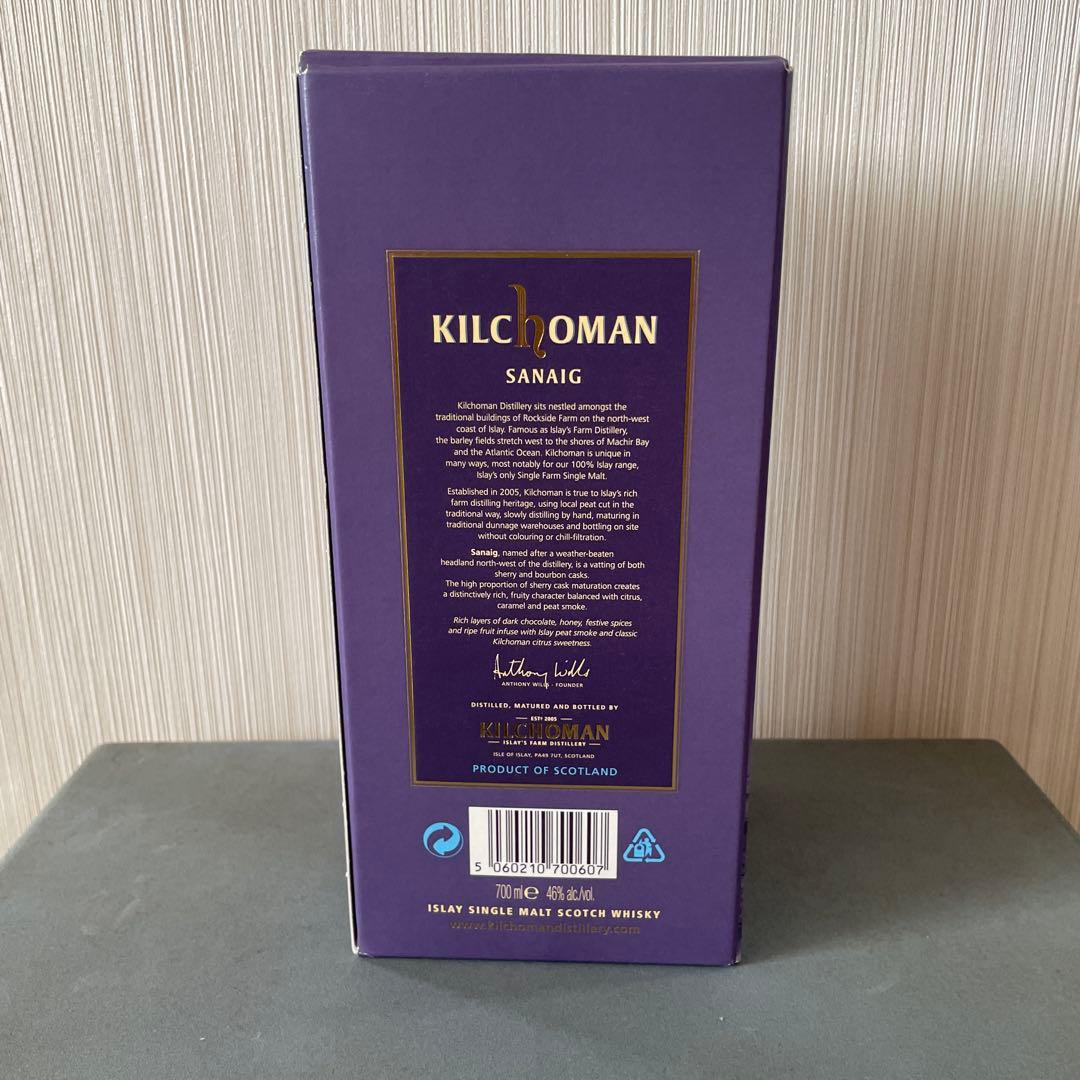 KILCHOMAN
SANAIG
Kilchoman Distillery sits nestled amongst the
traditional buildings of Rockside Farm on the north-west
coast of Islay. Famous as Islay's Farm Distillery,
the barley fields stretch west to the shores of Machir Bay
and the Atlantic Ocean. Kilchoman is unique in
many ways, most notably for our 100% Islay range,
Islay's only Single Farm Single Malt.
Established in 2005, Kilchoman is true to Islay's rich
farm distilling heritage, using local peat cut in the
traditional way, slowly distilling by hand, maturing in
traditional dunnage warehouses and bottling on site
without colouring or chill-filtration.
Sanaig, named after a weather-beaten
headland north-west of the distillery, is a vatting of both
sherry and bourbon casks.
The high proportion of sherry cask maturation creates
a distinctively rich, fruity character balanced with citrus,
caramel and peat smoke.
Rich layers of dark chocolate, honey, festive spices
and ripe fruit infuse with Islay peat smoke and classic
Kilchoman citrus sweetness.
Anthony Wills
ANTHONY WILLS - FOUNDER
DISTILLED, MATURED AND BOTTLED BY
ESTD 2005
KILCHOMAN
ISLAY'S FARM DISTILLERY
ISLE OF ISLAY, PA49 7UT, SCOTLAND
PRODUCT OF SCOTLAND
5 060210 700607
700 ml e 46% alc./vol.
ISLAY SINGLE MALT SCOTCH WHISKY
www.kilchomandistillery.com